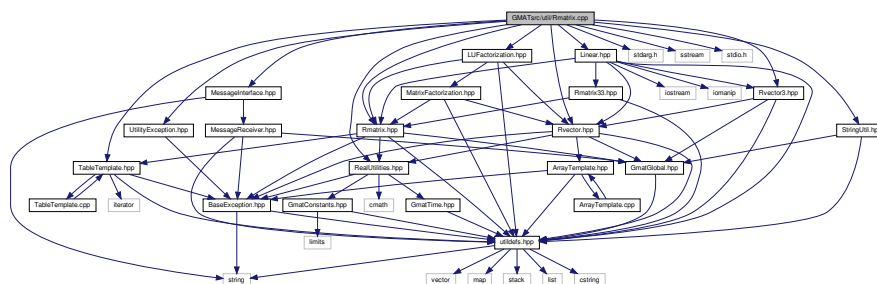 GMATsrc/util/Rmatrix.cpp
LUFactorization.hpp
Linear.hpp
stdarg.h
sstream
stdio.h
MessageInterface.hpp
MatrixFactorization.hpp
Rmatrix33.hpp
iostream
iomanip
Rvector3.hpp
UtilityException.hpp
MessageReceiver.hpp
Rmatrix.hpp
Rvector.hpp
StringUtil.hpp
TableTemplate.hpp
RealUtilities.hpp
ArrayTemplate.hpp
GmatGlobal.hpp
TableTemplate.cpp
iterator
BaseException.hpp
GmatConstants.hpp
cmath
GmatTime.hpp
ArrayTemplate.cpp
limits
utildefs.hpp
string
vector
map
stack
list
cstring